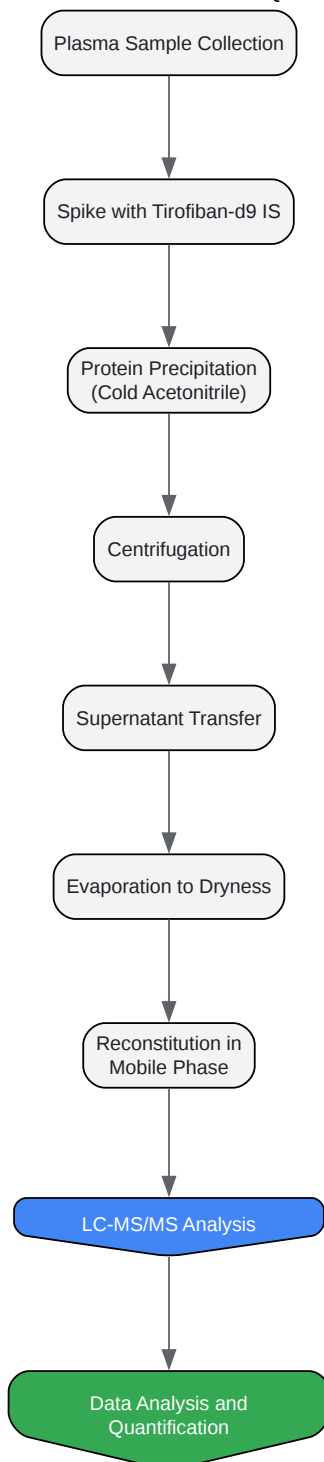 Plasma Sample Collection
Spike with Tirofiban-d9 IS
Protein Precipitation
(Cold Acetonitrile)
Centrifugation
Supernatant Transfer
Evaporation to Dryness
Reconstitution in
Mobile Phase
LC-MS/MS Analysis
Data Analysis and
Quantification